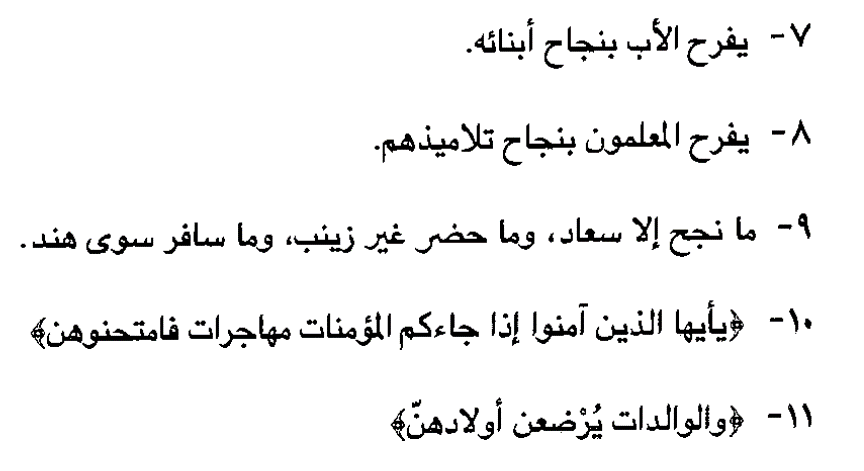 ٧- يفرح الأب بنجاح أبنائه.
٨- يفرح المعلمون بنجاح تلاميذهم.
٩- ما نجح إلا سعاد، وما حضر غير زينب، وما سافر سوى هند.
١٠- ﴿يأيها الذين آمنوا إذا جاءكم المؤمنات مهاجرات فامتحنوهن﴾
١١- ﴿والوالدات يُرْضعن أولادهنّ﴾